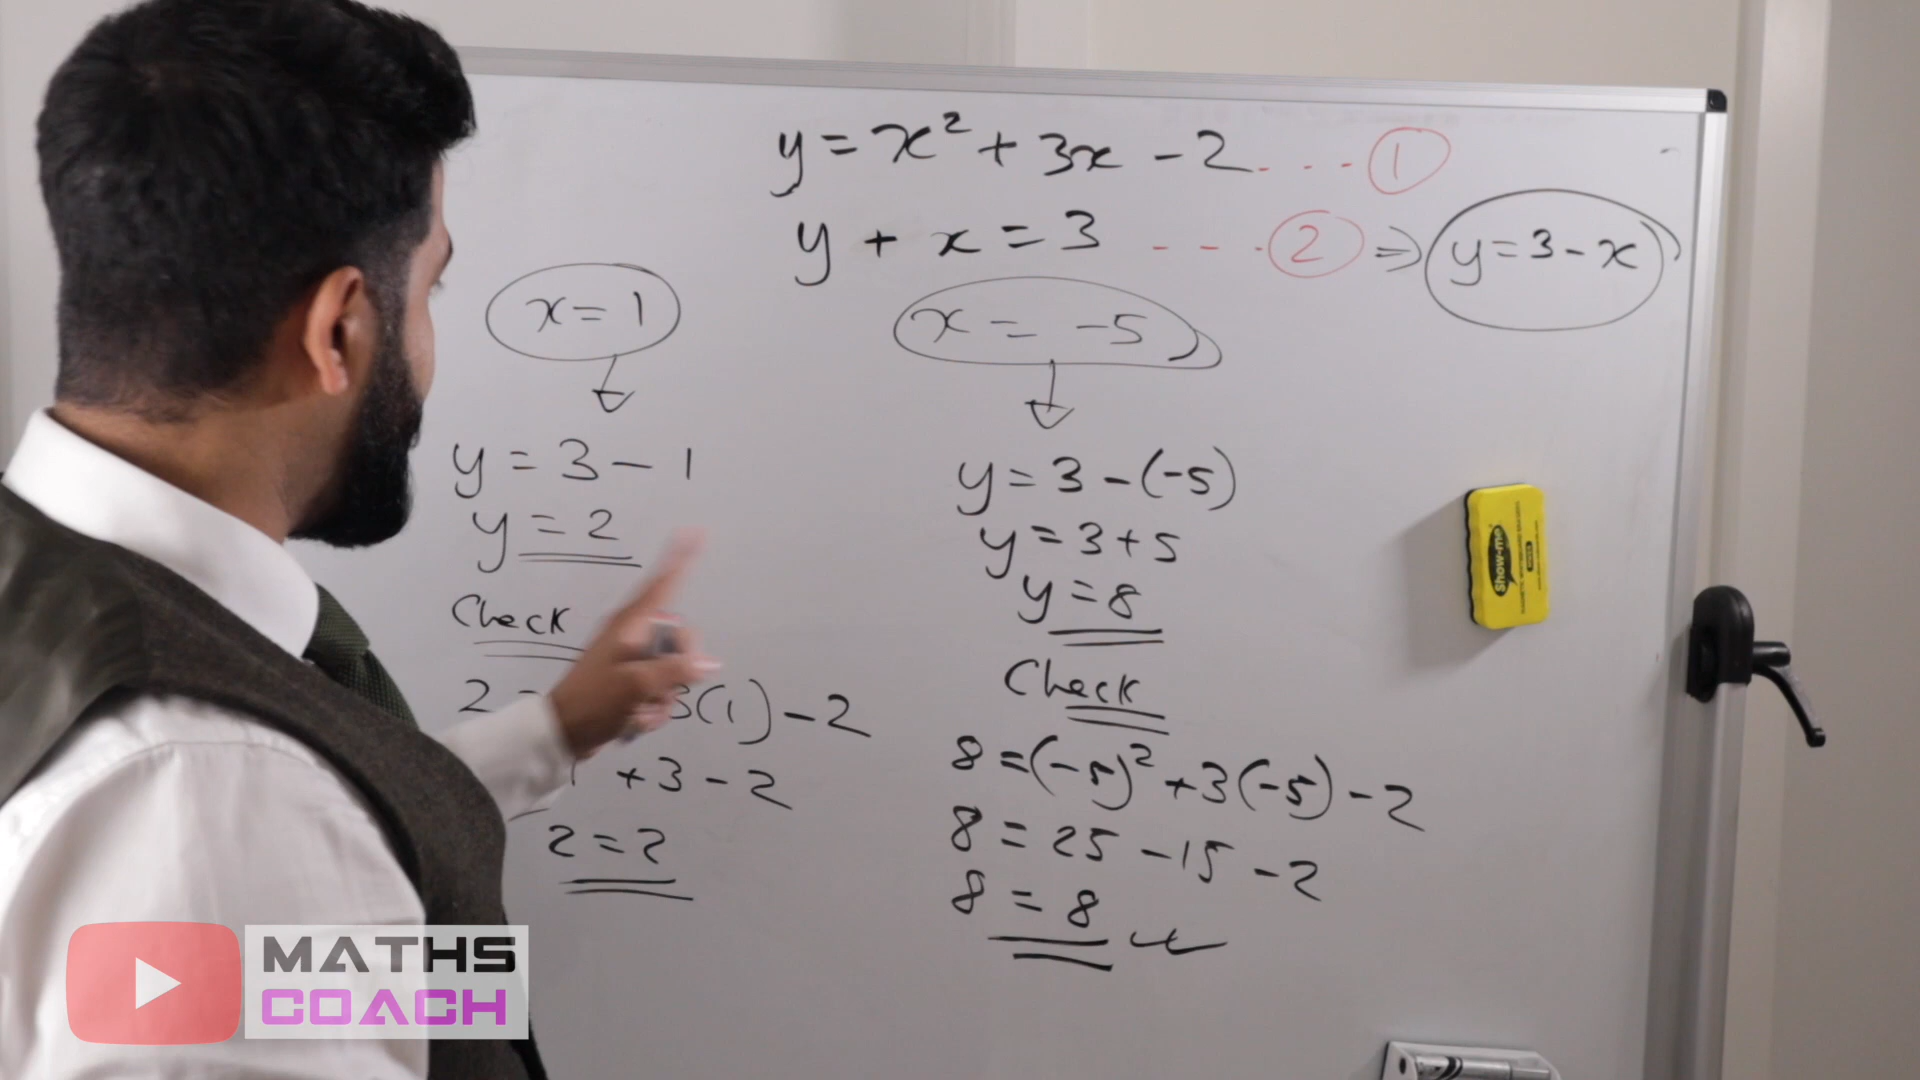 y = x² + 3x - 2 . . . . 1
y + x = 3 - - - . 2 ⇒ y = 3 - x
x = 1
y = 3 - 1
y = 2
Check
2 3(1) - 2
+ 3 - 2
2 = 2
x = -5
y = 3 - (-5)
y = 3 + 5
y = 8
Check
8 = (-5)² + 3(-5) - 2
8 = 25 - 15 - 2
8 = 8
Show-me
MATHS
COACH